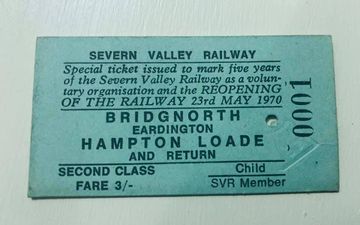 SEVERN VALLEY RAILWAY
Special ticket issued to mark five years
of the Severn Valley Railway as a volun-
tary organisation and the REOPENING
OF THE RAILWAY 23rd MAY 1970
BRIDGNORTH
EARDINGTON
HAMPTON LOADE
AND RETURN
SECOND CLASS Child
FARE 3/- SVR Member
0001